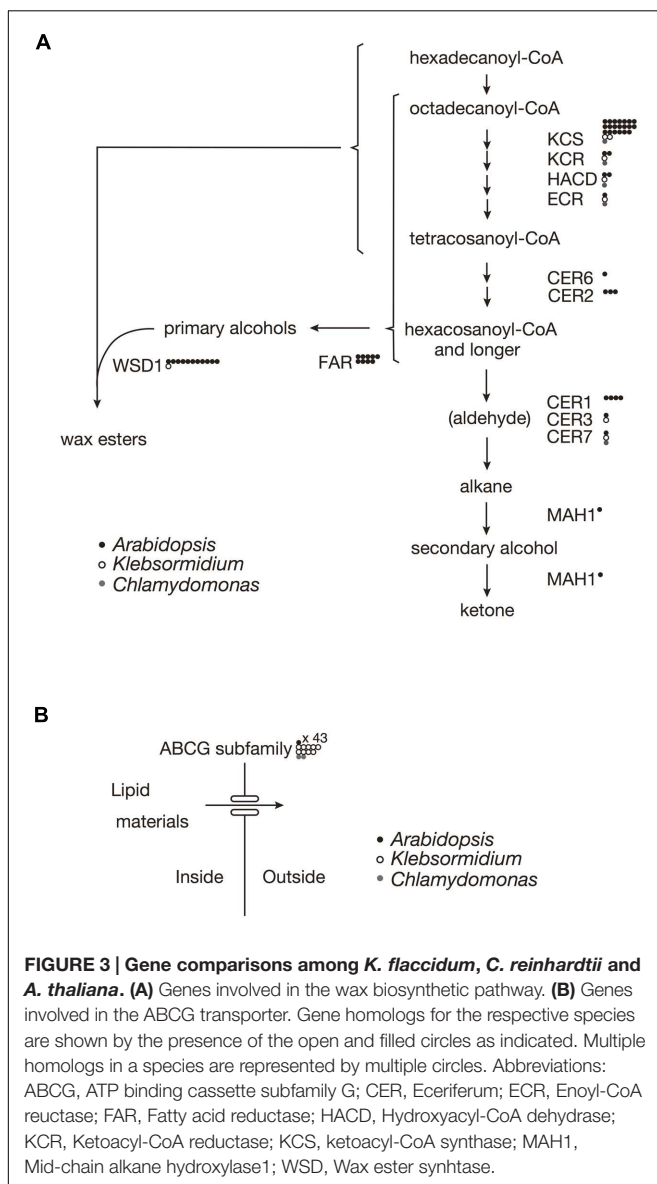 A
hexadecanoyl-CoA
octadecanoyl-CoA
KCS
KCR
HACD
ECR
tetracosanoyl-CoA
CER6
CER2
primary alcohols
hexacosanoyl-CoA
and longer
WSD1
FAR
CER1
(aldehyde)
CER3
CER7
wax esters
alkane
MAH1
• Arabidopsis
○ Klebsormidium
• Chlamydomonas
secondary alcohol
MAH1
ketone
B
x 43
ABCG subfamily
Lipid
materials
Inside
Outside
• Arabidopsis
○ Klebsormidium
• Chlamydomonas
FIGURE 3 | Gene comparisons among K. flaccidum, C. reinhardtii and
A. thaliana. (A) Genes involved in the wax biosynthetic pathway. (B) Genes
involved in the ABCG transporter. Gene homologs for the respective species
are shown by the presence of the open and filled circles as indicated. Multiple
homologs in a species are represented by multiple circles. Abbreviations:
ABCG, ATP binding cassette subfamily G; CER, Eceriferum; ECR, Enoyl-CoA
reuctase; FAR, Fatty acid reductase; HACD, Hydroxyacyl-CoA dehydrase;
KCR, Ketoacyl-CoA reductase; KCS, ketoacyl-CoA synthase; MAH1,
Mid-chain alkane hydroxylase1; WSD, Wax ester synhtase.